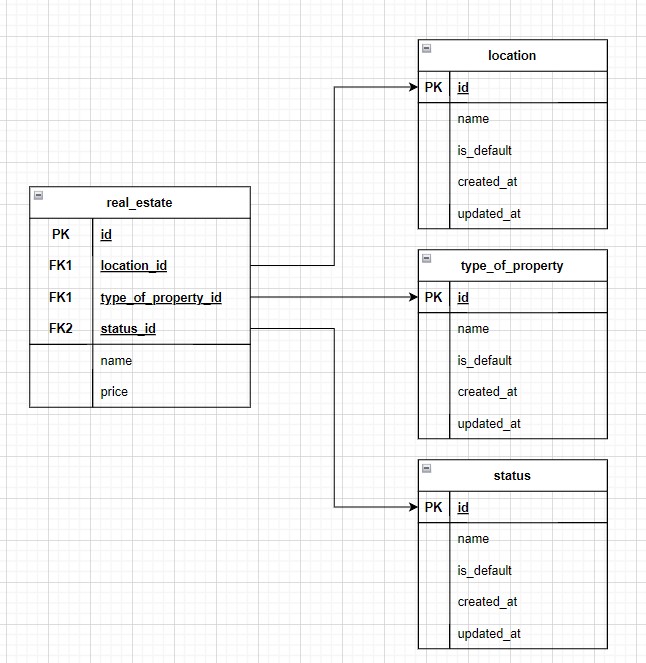 real_estate
PK id
FK1 location_id
FK1 type_of_property_id
FK2 status_id
name
price
location
PK id
name
is_default
created_at
updated_at
type_of_property
PK id
name
is_default
created_at
updated_at
status
PK id
name
is_default
created_at
updated_at